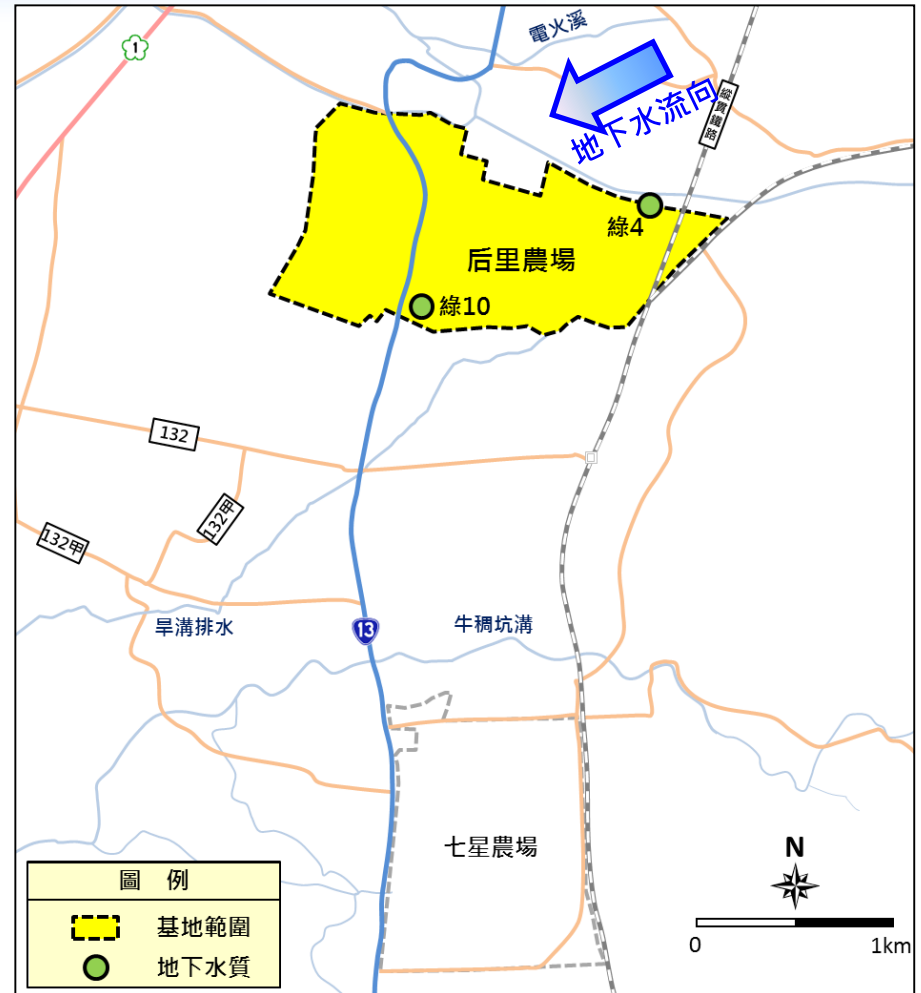 電火溪
1
縱貫鐵路
地下水流向
綠4
后里農場
綠10
132
132甲
132甲
旱溝排水
13
牛稠坑溝
七星農場
圖 例
基地範圍
地下水質
N
0 1km